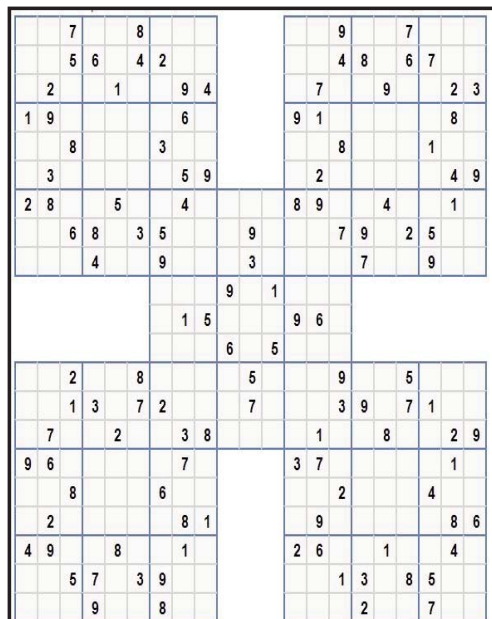 7 8 9 7
5 6 4 2 4 8 6 7
2 1 9 4 7 9 2 3
1 9 6 9 1 8
8 3 8 1
3 5 9 2 4 9
2 8 5 4 8 9 4 1
6 8 3 5 9 7 9 2 5
4 9 3 7 9
9 1
1 5 9 6
6 5
2 8 5 9 5
1 3 7 2 7 3 9 7 1
7 2 3 8 1 8 2 9
9 6 7 3 7 1
8 6 2 4
2 8 1 9 8 6
4 9 8 1 2 6 1 4
5 7 3 9 1 3 8 5
9 8 2 7